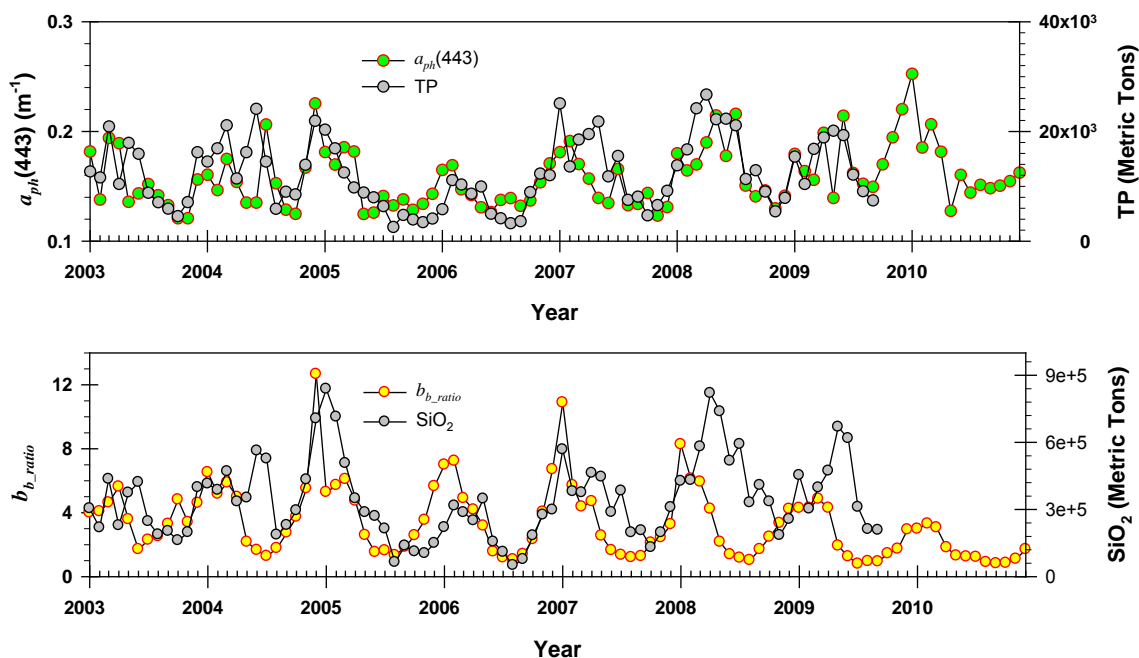 0.3
40x10³
a_ph(443)
TP
a_ph(443) (m⁻¹)
0.2
20x10³
TP (Metric Tons)
0.1
0
2003 2004 2005 2006 2007 2008 2009 2010
Year
12
9e+5
b_b_ratio
SiO₂
8
6e+5
b_b_ratio
SiO₂ (Metric Tons)
4
3e+5
0
0
2003 2004 2005 2006 2007 2008 2009 2010
Year